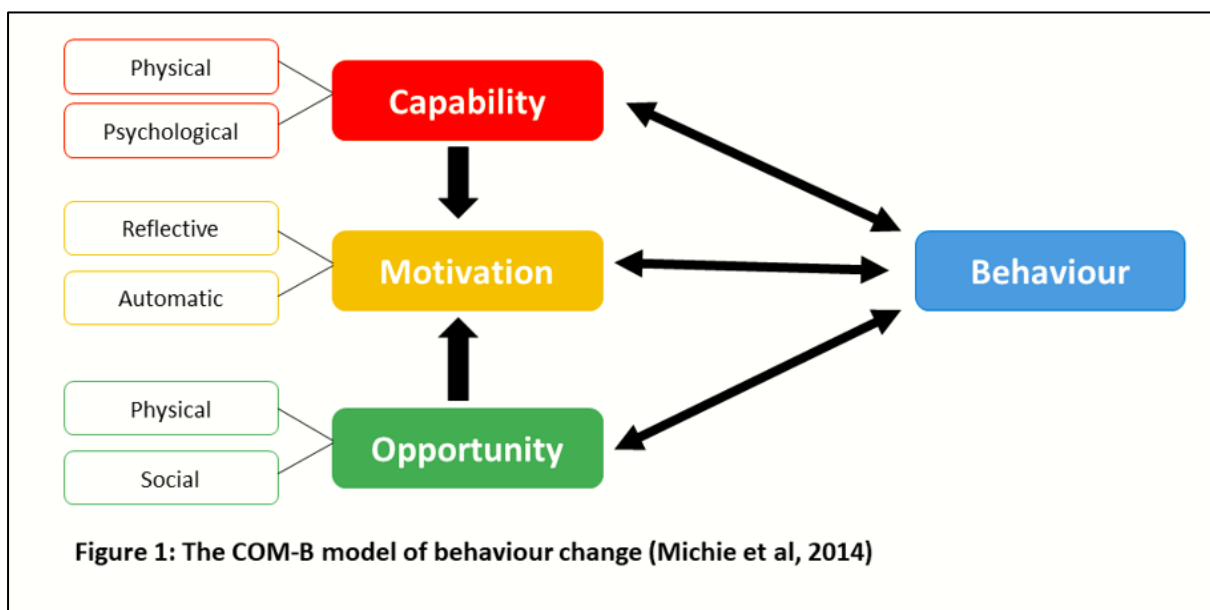 Physical
Capability
Psychological
Reflective
Motivation
Behaviour
Automatic
Physical
Opportunity
Social
Figure 1: The COM-B model of behaviour change (Michie et al, 2014)